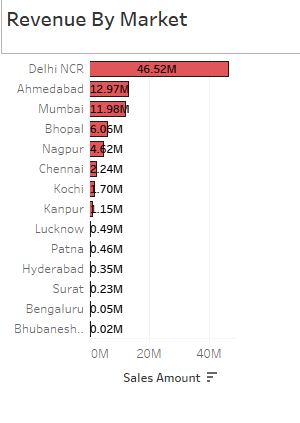 Revenue By Market
Delhi NCR 46.52M
Ahmedabad 12.97M
Mumbai 11.98M
Bhopal 6.06M
Nagpur 4.62M
Chennai 2.24M
Kochi 1.70M
Kanpur 1.15M
Lucknow 0.49M
Patna 0.46M
Hyderabad 0.35M
Surat 0.23M
Bengaluru 0.05M
Bhubanesh.. 0.02M
0M 20M 40M
Sales Amount